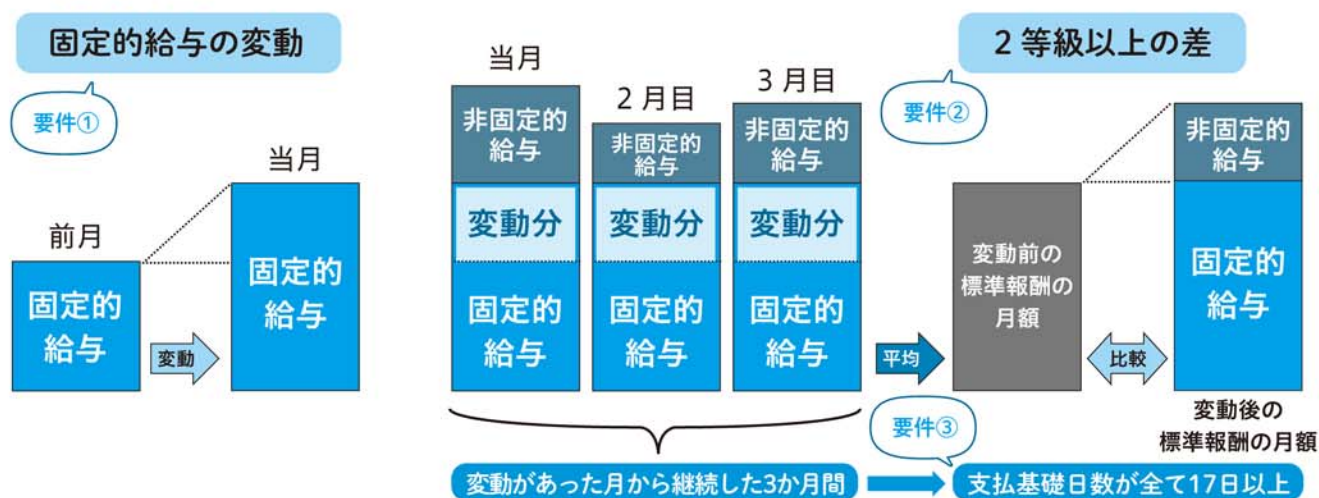 固定的給与の変動
要件①
前月
固定的
給与
変動
当月
固定的
給与
当月
非固定的
給与
変動分
固定的
給与
2月目
非固定的
給与
変動分
固定的
給与
3月目
非固定的
給与
変動分
固定的
給与
変動があった月から継続した3か月間
平均
2等級以上の差
要件②
変動前の
標準報酬の
月額
比較
非固定的
給与
固定的
給与
変動後の
標準報酬の月額
要件③
支払基礎日数が全て17日以上